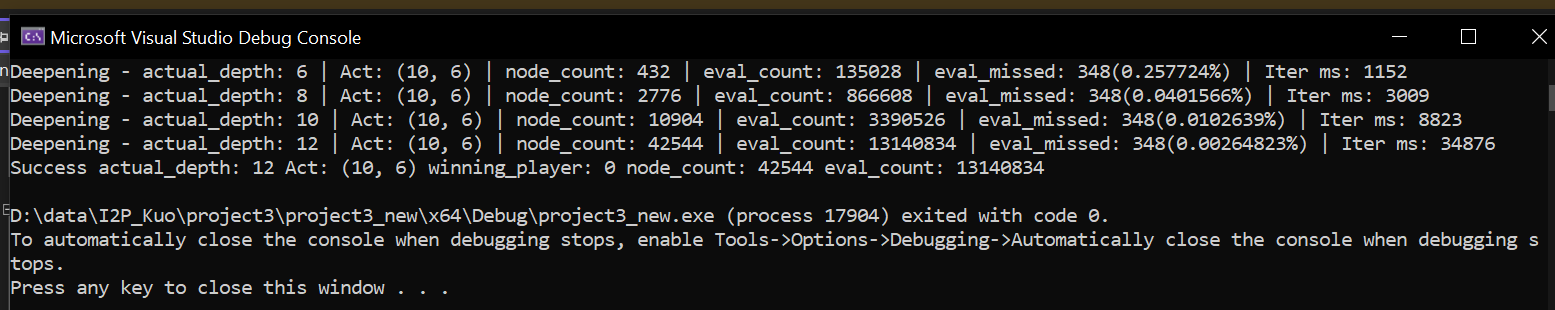 Microsoft Visual Studio Debug Console
Deepening - actual_depth: 6 | Act: (10, 6) | node_count: 432 | eval_count: 135028 | eval_missed: 348(0.257724%) | Iter ms: 1152
Deepening - actual_depth: 8 | Act: (10, 6) | node_count: 2776 | eval_count: 866608 | eval_missed: 348(0.0401566%) | Iter ms: 3009
Deepening - actual_depth: 10 | Act: (10, 6) | node_count: 10904 | eval_count: 3390526 | eval_missed: 348(0.0102639%) | Iter ms: 8823
Deepening - actual_depth: 12 | Act: (10, 6) | node_count: 42544 | eval_count: 13140834 | eval_missed: 348(0.00264823%) | Iter ms: 34876
Success actual_depth: 12 Act: (10, 6) winning_player: 0 node_count: 42544 eval_count: 13140834
D:\data\I2P_Kuo\project3\project3_new\x64\Debug\project3_new.exe (process 17904) exited with code 0.
To automatically close the console when debugging stops, enable Tools->Options->Debugging->Automatically close the console when debugging s
tops.
Press any key to close this window . . .